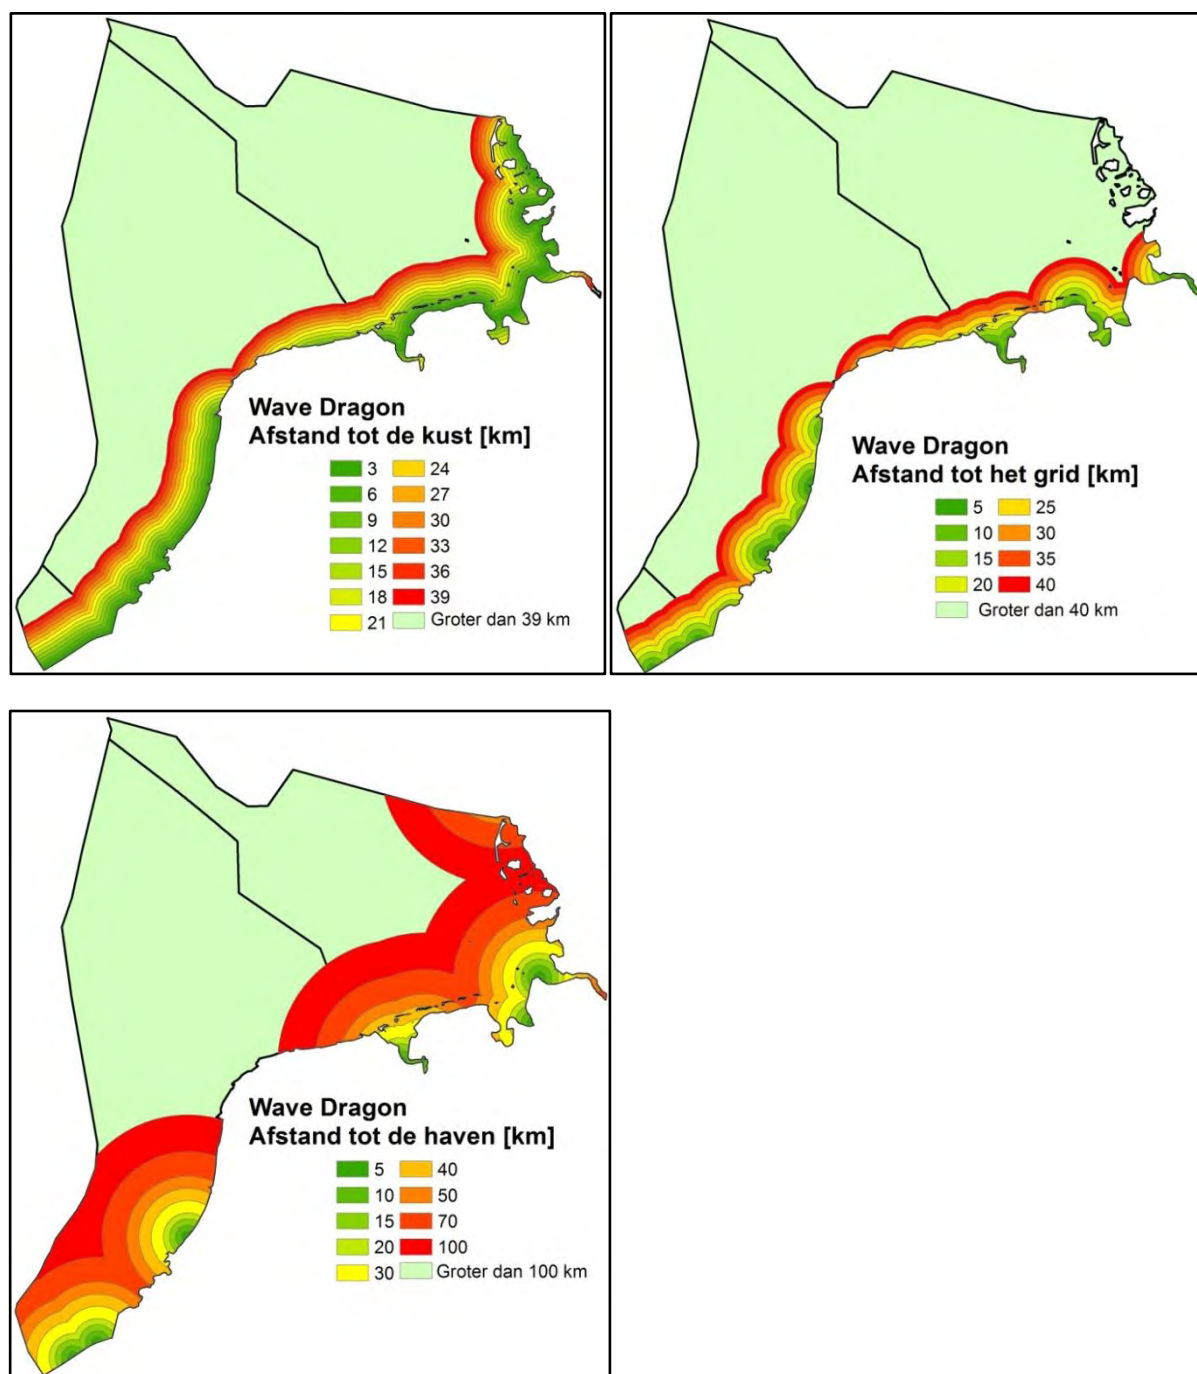 Wave Dragon
Afstand tot de kust [km]
3 24
6 27
9 30
12 33
15 36
18 39
21 Groter dan 39 km
Wave Dragon
Afstand tot het grid [km]
5 25
10 30
15 35
20 40
Groter dan 40 km
Wave Dragon
Afstand tot de haven [km]
5 40
10 50
15 70
20 100
30 Groter dan 100 km